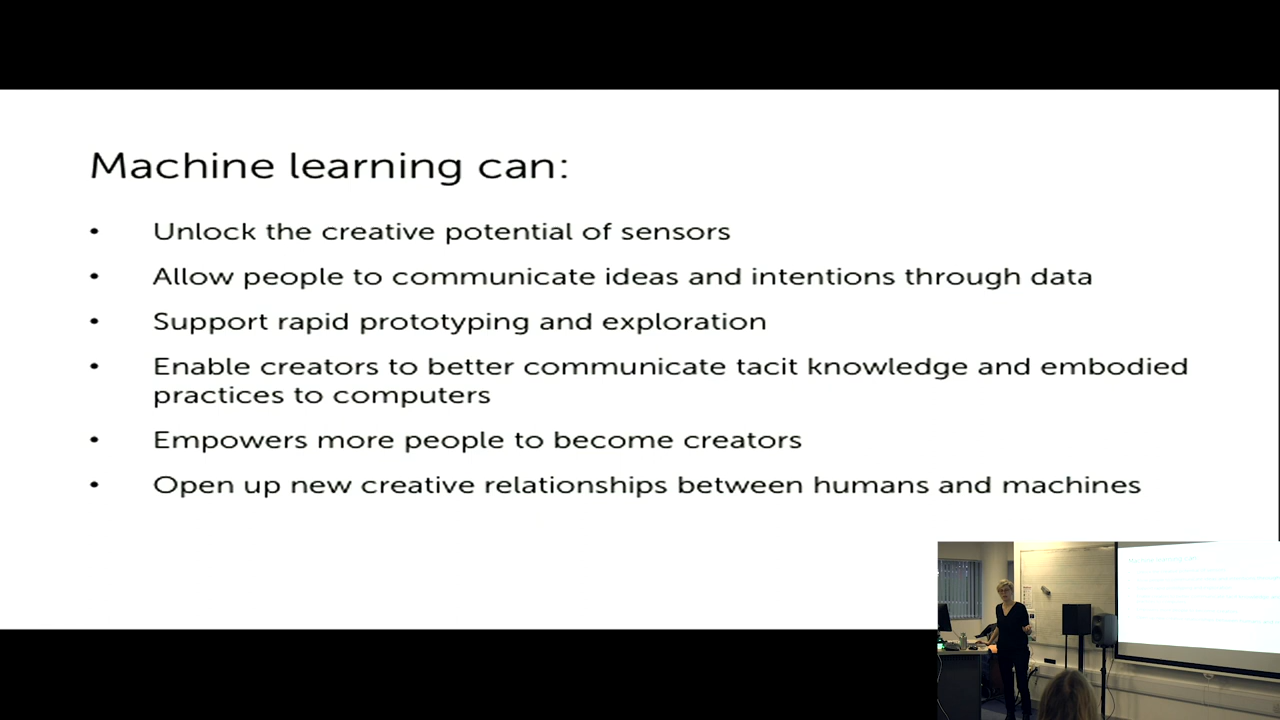 Machine learning can:
• Unlock the creative potential of sensors
• Allow people to communicate ideas and intentions through data
• Support rapid prototyping and exploration
• Enable creators to better communicate tacit knowledge and embodied
practices to computers
• Empowers more people to become creators
• Open up new creative relationships between humans and machines